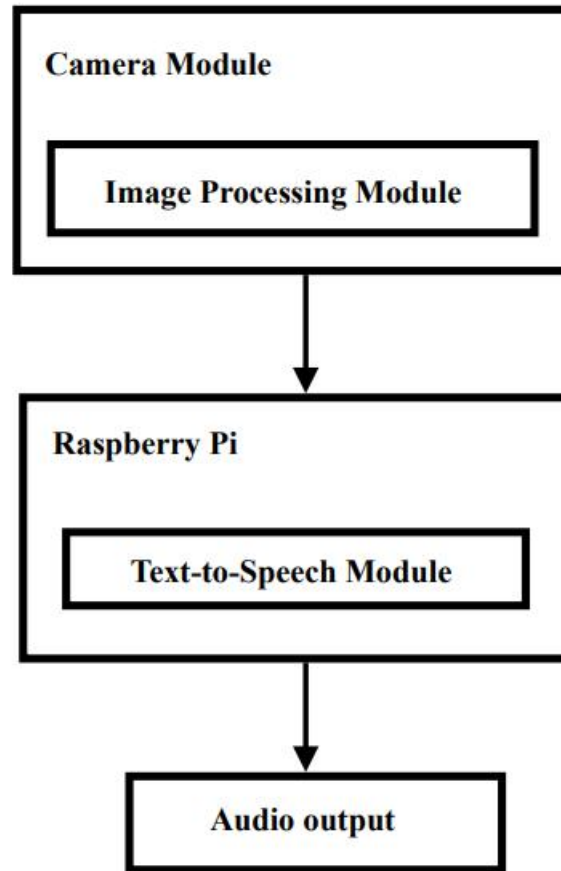 Camera Module
Image Processing Module
Raspberry Pi
Text-to-Speech Module
Audio output